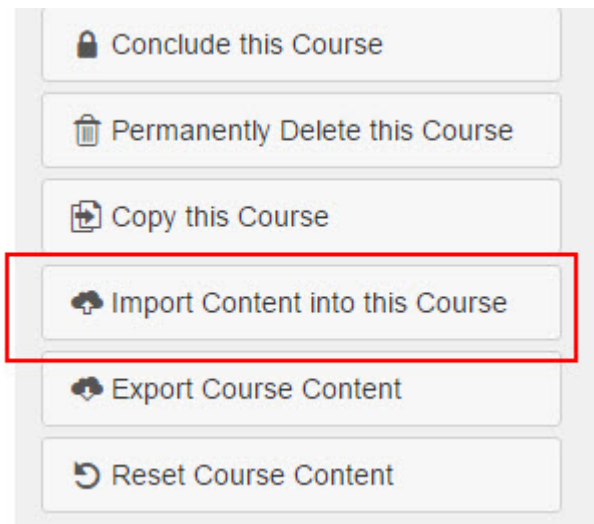 Conclude this Course
Permanently Delete this Course
Copy this Course
Import Content into this Course
Export Course Content
Reset Course Content